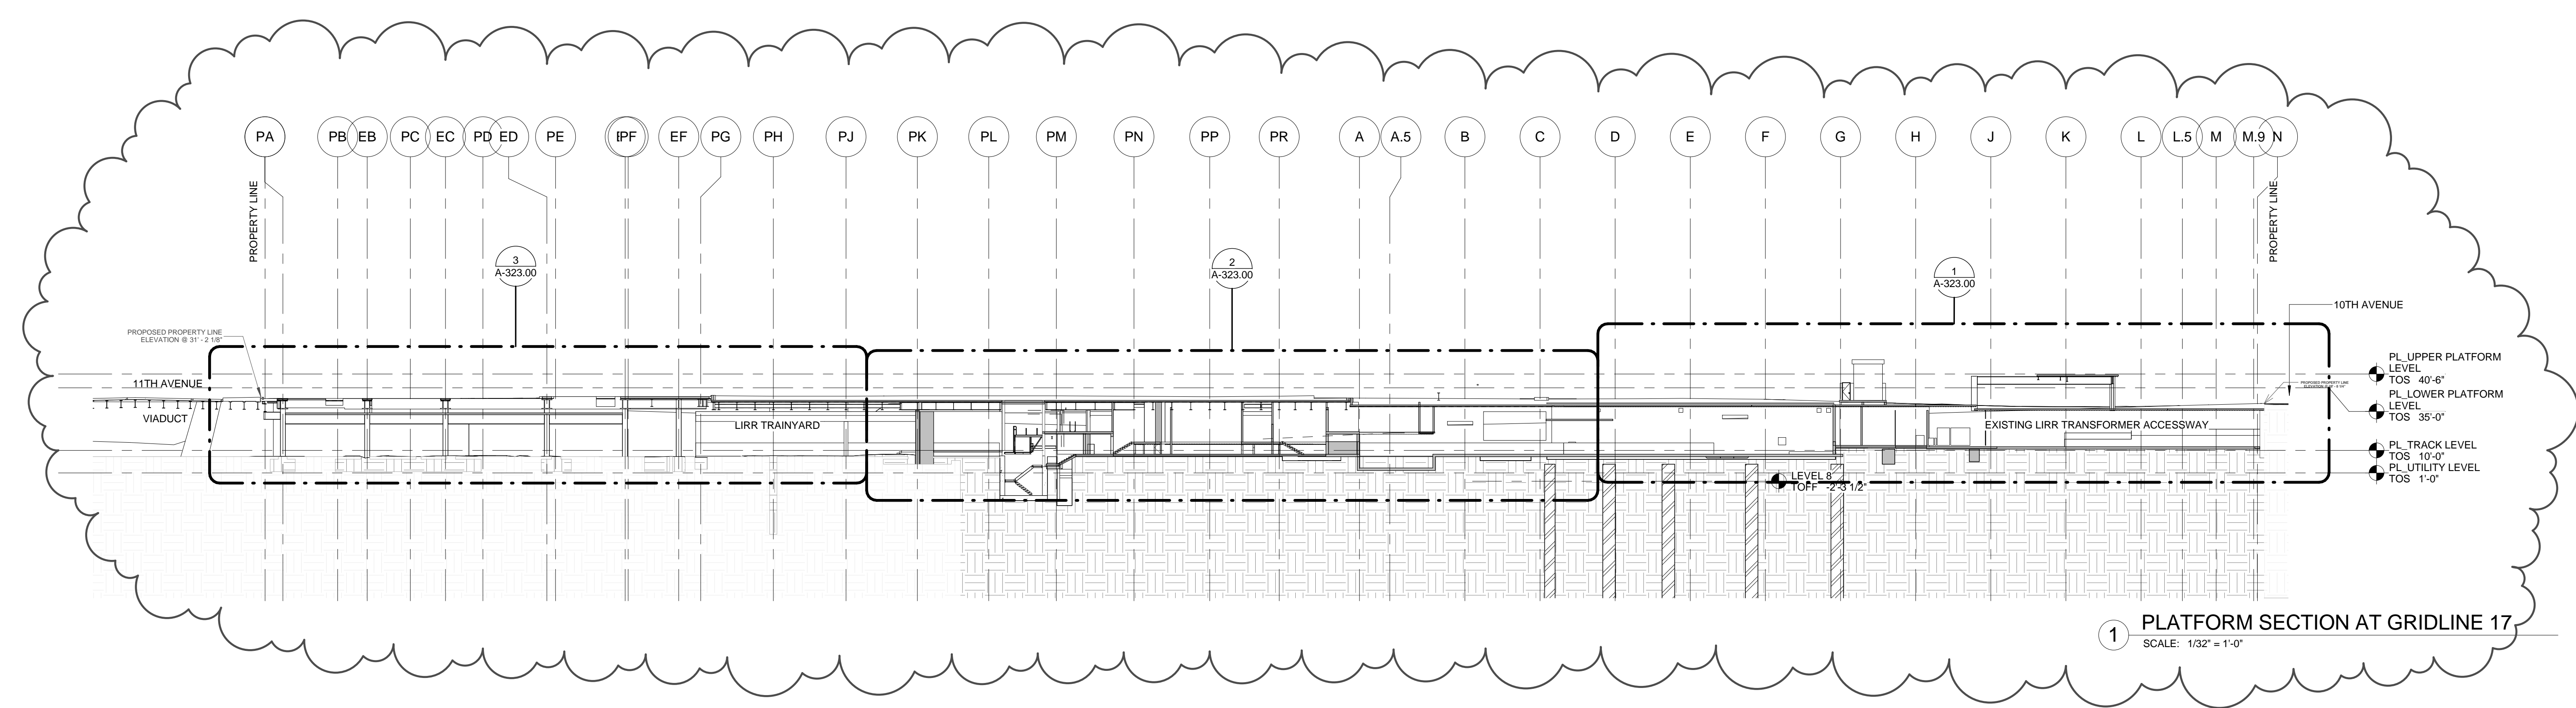 PA
PB
EB
PC
EC
PD
ED
PE
PF
EF
PG
PH
PJ
PK
PL
PM
PN
PP
PR
A
A.5
B
C
D
E
F
G
H
J
K
L
L.5
M
M.9
N
PROPERTY LINE
PROPERTY LINE
3
A-323.00
2
A-323.00
1
A-323.00
10TH AVENUE
PROPOSED PROPERTY LINE
ELEVATION @ 31' - 2 1/8"
11TH AVENUE
VIADUCT
LIRR TRAINYARD
EXISTING LIRR TRANSFORMER ACCESSWAY
PROPOSED PROPERTY LINE
PL_UPPER PLATFORM
LEVEL
TOS 40'-6"
PL_LOWER PLATFORM
LEVEL
TOS 35'-0"
PL_TRACK LEVEL
TOS 10'-0"
PL_UTILITY LEVEL
TOS 1'-0"
LEVEL 8
TOFF -2'-3 1/2"
1
PLATFORM SECTION AT GRIDLINE 17
SCALE: 1/32" = 1'-0"